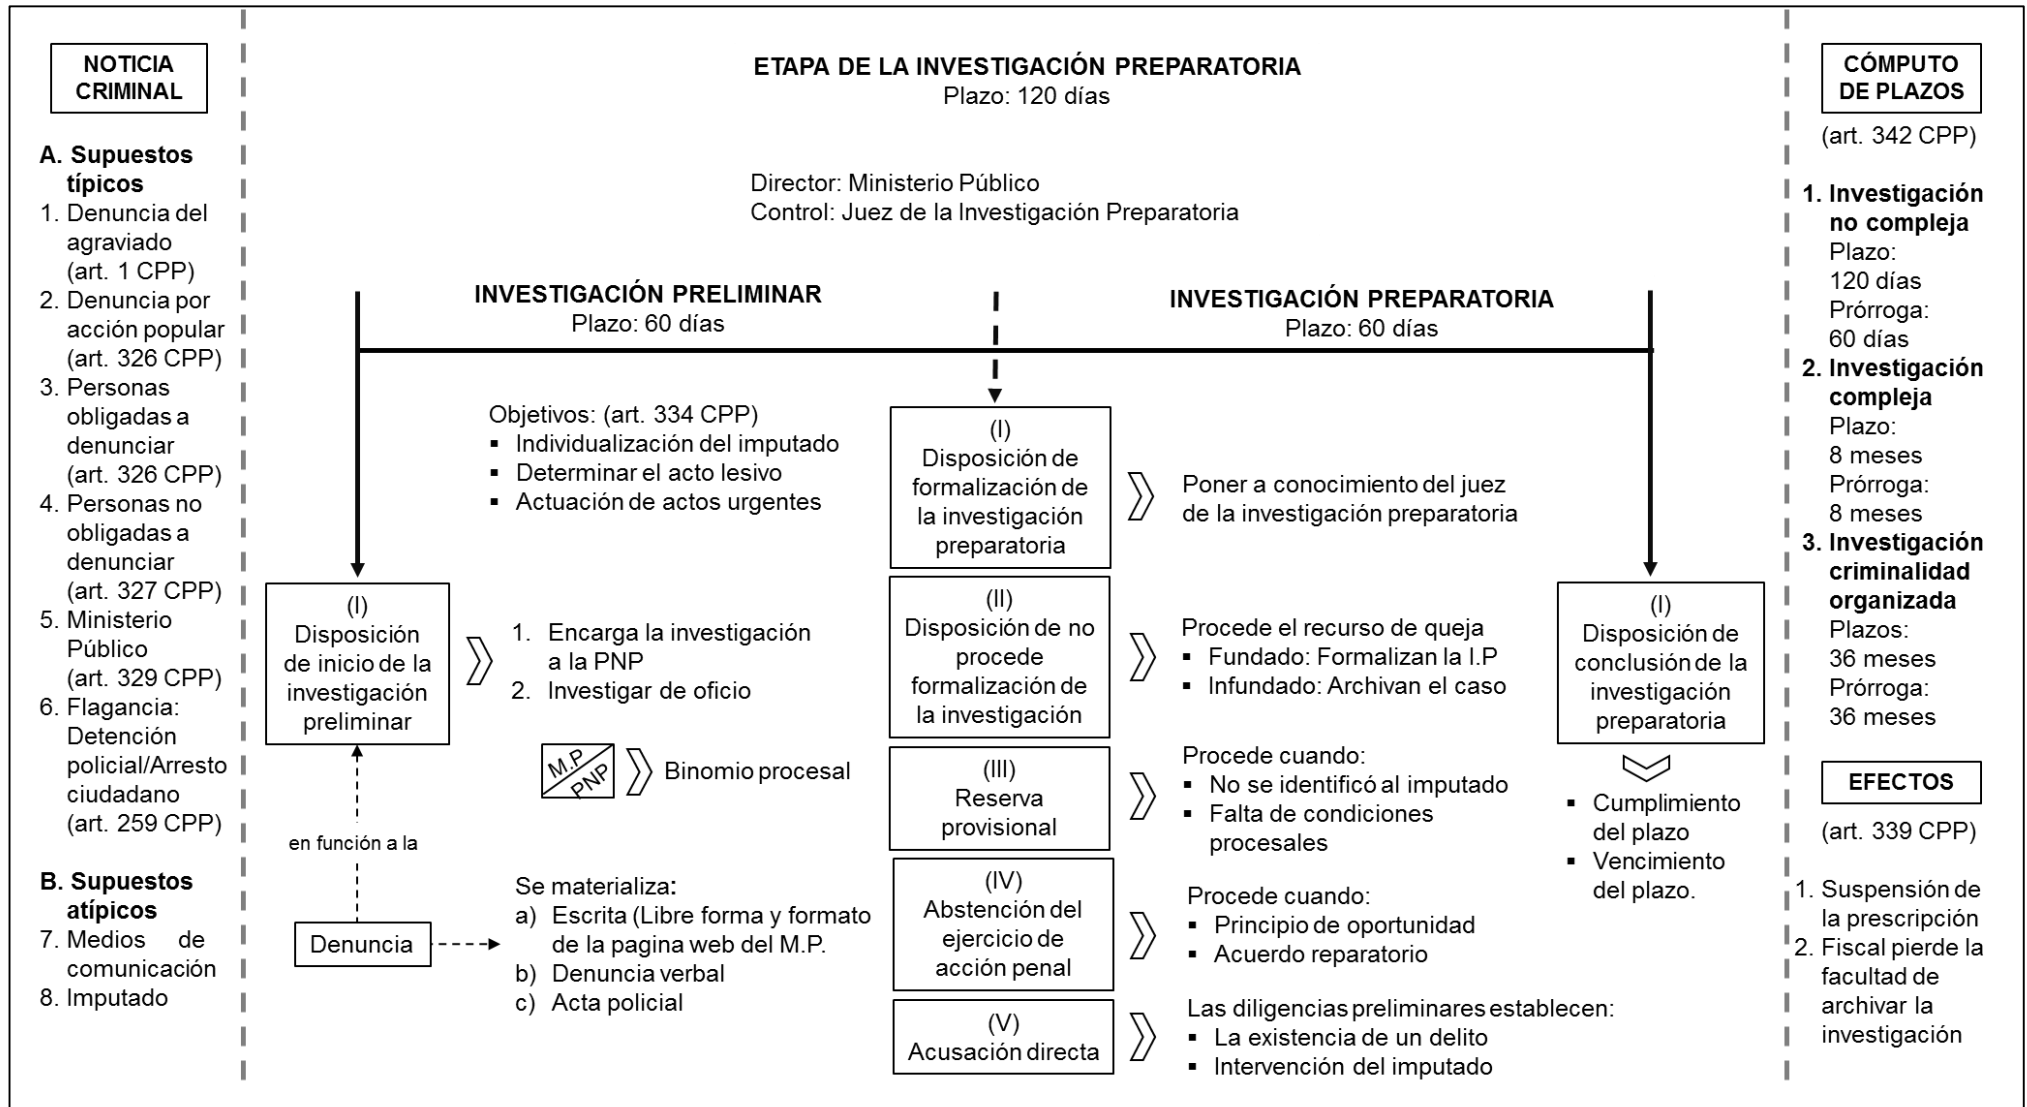 NOTICIA
CRIMINAL
A. Supuestos
típicos
1. Denuncia del
agraviado
(art. 1 CPP)
2. Denuncia por
acción popular
(art. 326 CPP)
3. Personas
obligadas a
denunciar
(art. 326 CPP)
4. Personas no
obligadas a
denunciar
(art. 327 CPP)
5. Ministerio
Público
(art. 329 CPP)
6. Flagancia:
Detención
policial/Arresto
ciudadano
(art. 259 CPP)
B. Supuestos
atípicos
7. Medios de
comunicación
8. Imputado
ETAPA DE LA INVESTIGACIÓN PREPARATORIA
Plazo: 120 días
Director: Ministerio Público
Control: Juez de la Investigación Preparatoria
INVESTIGACIÓN PRELIMINAR
Plazo: 60 días
Objetivos: (art. 334 CPP)
▪ Individualización del imputado
▪ Determinar el acto lesivo
▪ Actuación de actos urgentes
(I)
Disposición
de inicio de la
investigación
preliminar
1. Encarga la investigación
a la PNP
2. Investigar de oficio
M.P
PNP
Binomio procesal
en función a la
Denuncia
Se materializa:
a) Escrita (Libre forma y formato
de la pagina web del M.P.
b) Denuncia verbal
c) Acta policial
INVESTIGACIÓN PREPARATORIA
Plazo: 60 días
(I)
Disposición de
formalización de
la investigación
preparatoria
Poner a conocimiento del juez
de la investigación preparatoria
(II)
Disposición de no
procede
formalización de
la investigación
Procede el recurso de queja
▪ Fundado: Formalizan la I.P
▪ Infundado: Archivan el caso
(III)
Reserva
provisional
Procede cuando:
▪ No se identificó al imputado
▪ Falta de condiciones
procesales
(IV)
Abstención del
ejercicio de
acción penal
Procede cuando:
▪ Principio de oportunidad
▪ Acuerdo reparatorio
(V)
Acusación directa
Las diligencias preliminares establecen:
▪ La existencia de un delito
▪ Intervención del imputado
(I)
Disposición de
conclusión de la
investigación
preparatoria
▪ Cumplimiento
del plazo
▪ Vencimiento
del plazo.
CÓMPUTO
DE PLAZOS
(art. 342 CPP)
1. Investigación
no compleja
Plazo:
120 días
Prórroga:
60 días
2. Investigación
compleja
Plazo:
8 meses
Prórroga:
8 meses
3. Investigación
criminalidad
organizada
Plazos:
36 meses
Prórroga:
36 meses
EFECTOS
(art. 339 CPP)
1. Suspensión de
la prescripción
2. Fiscal pierde la
facultad de
archivar la
investigación